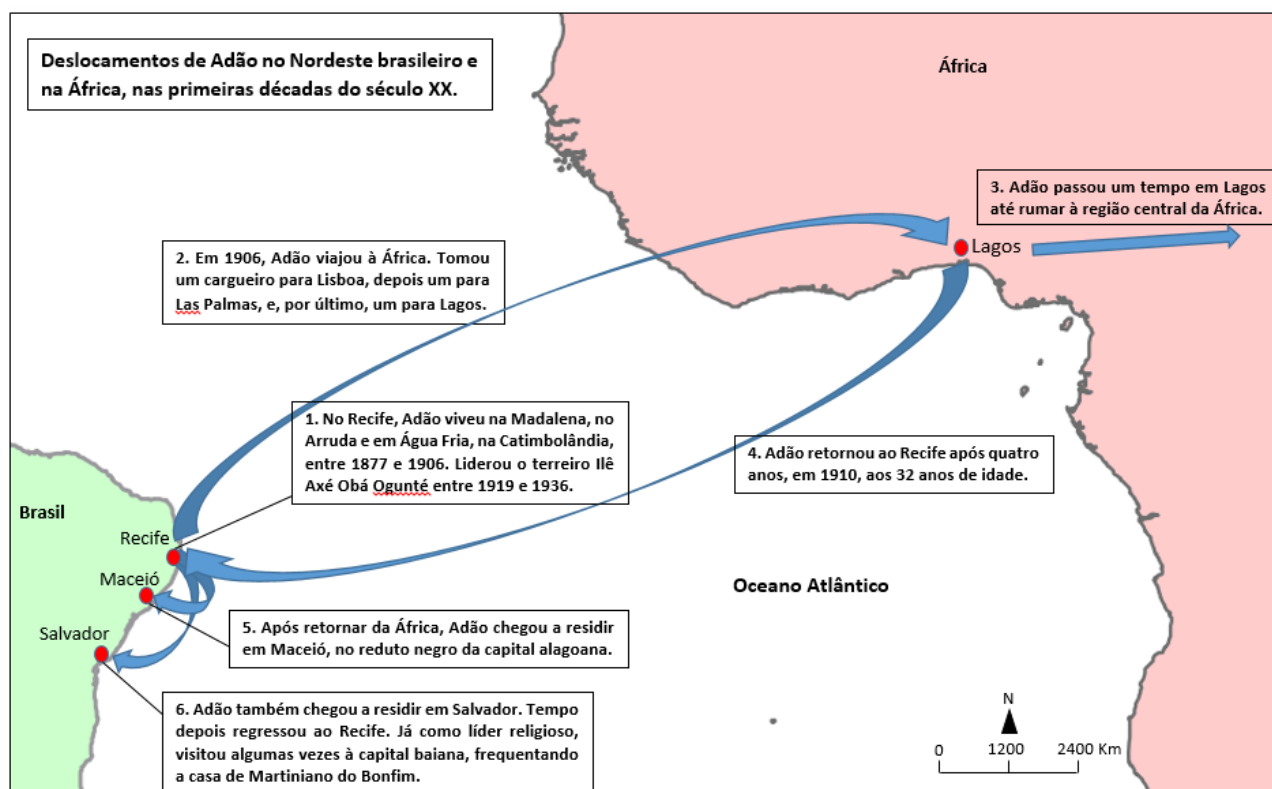 Deslocamentos de Adão no Nordeste brasileiro e
na África, nas primeiras décadas do século XX.
África
3. Adão passou um tempo em Lagos
até rumar à região central da África.
Lagos
2. Em 1906, Adão viajou à África. Tomou
um cargueiro para Lisboa, depois um para
Las Palmas, e, por último, um para Lagos.
1. No Recife, Adão viveu na Madalena, no
Arruda e em Água Fria, na Catimbolândia,
entre 1877 e 1906. Liderou o terreiro Ilê
Axé Obá Ogunté entre 1919 e 1936.
4. Adão retornou ao Recife após quatro
anos, em 1910, aos 32 anos de idade.
Brasil
Recife
Maceió
Salvador
Oceano Atlântico
5. Após retornar da África, Adão chegou a residir
em Maceió, no reduto negro da capital alagoana.
6. Adão também chegou a residir em Salvador. Tempo
depois regressou ao Recife. Já como líder religioso,
visitou algumas vezes à capital baiana, frequentando
a casa de Martiniano do Bonfim.
N
0 1200 2400 Km